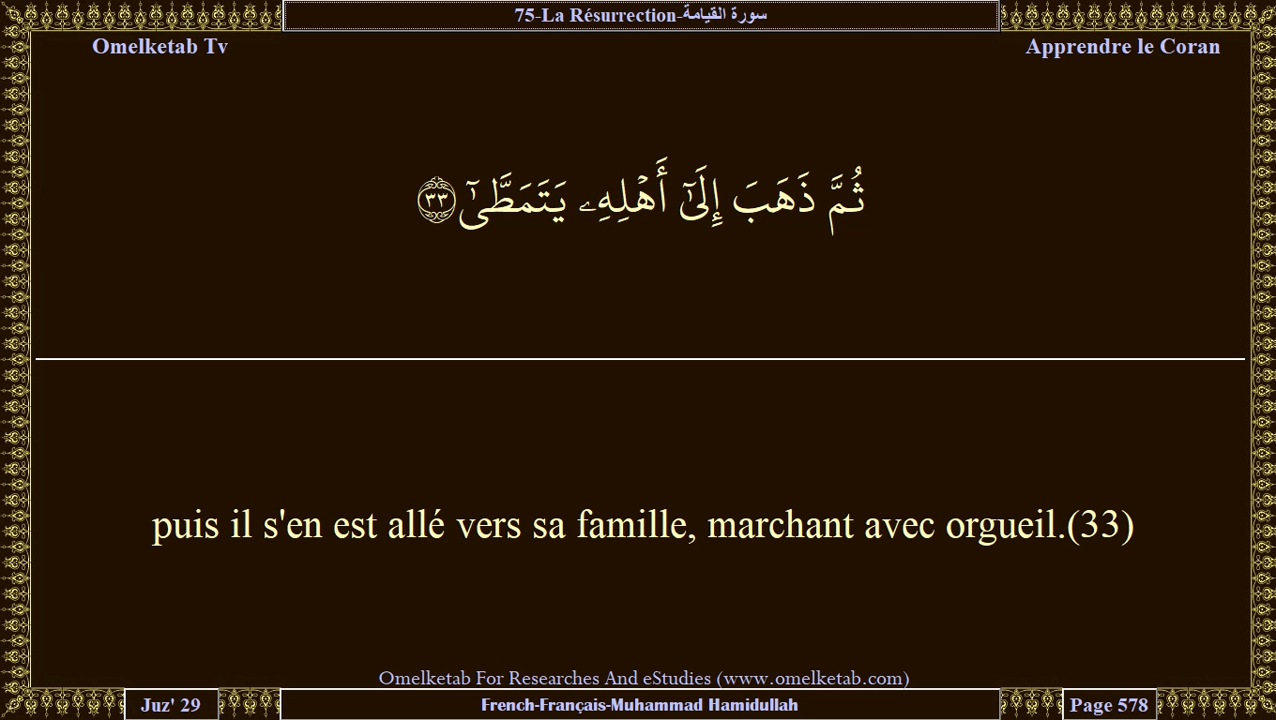 75-La Résurrection-سورة القيامة
Omelketab Tv
Apprendre le Coran
ثُمَّ ذَهَبَ إِلَىٰٓ أَهۡلِهِۦ يَتَمَطَّىٰٓ ٣٣
puis il s'en est allé vers sa famille, marchant avec orgueil.(33)
Omelketab For Researches And eStudies (www.omelketab.com)
Juz' 29
French-Français-Muhammad Hamidullah
Page 578